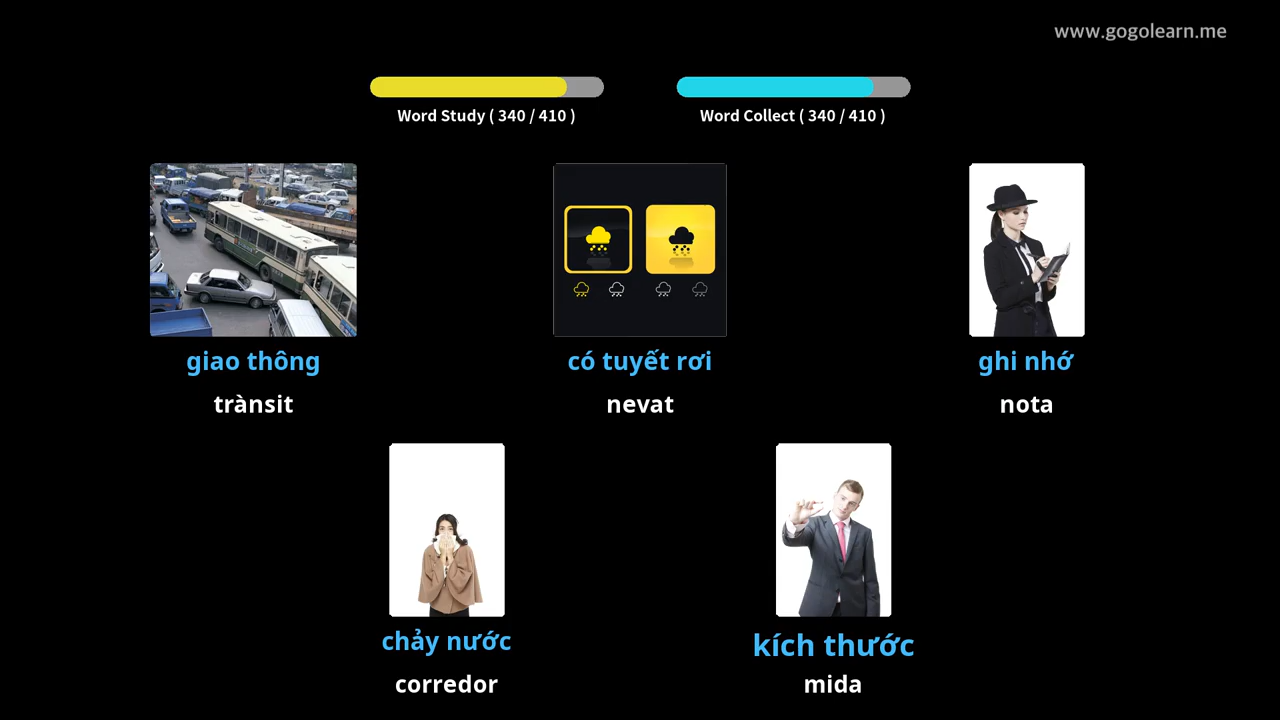 www.gogolearn.me
Word Study ( 340 / 410 )
Word Collect ( 340 / 410 )
giao thông
trànsit
có tuyết rơi
nevat
ghi nhớ
nota
chảy nước
corredor
kích thước
mida